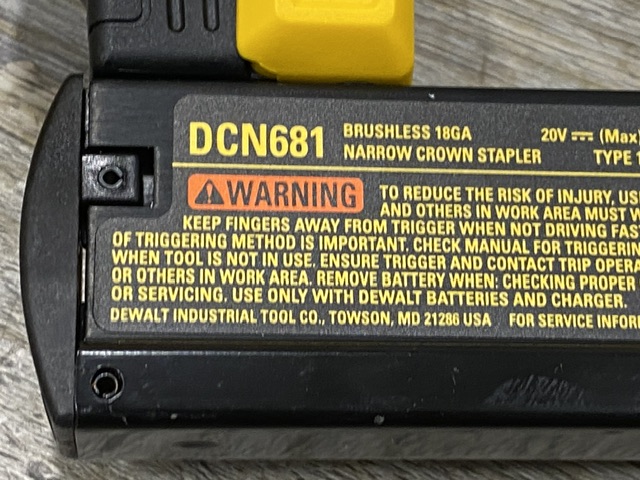 DCN681 BRUSHLESS 18GA 20V (Max)
NARROW CROWN STAPLER TYPE
WARNING TO REDUCE THE RISK OF INJURY,
AND OTHERS IN WORK AREA MUST
KEEP FINGERS AWAY FROM TRIGGER WHEN NOT DRIVING
OF TRIGGERING METHOD IS IMPORTANT. CHECK MANUAL FOR
WHEN TOOL IS NOT IN USE. ENSURE TRIGGER AND CONTACT TRIP
OR OTHERS IN WORK AREA. REMOVE BATTERY WHEN: CHECKING PROPER
OR SERVICING. USE ONLY WITH DEWALT BATTERIES AND CHARGER.
DEWALT INDUSTRIAL TOOL CO., TOWSON, MD 21286 USA FOR SERVICE